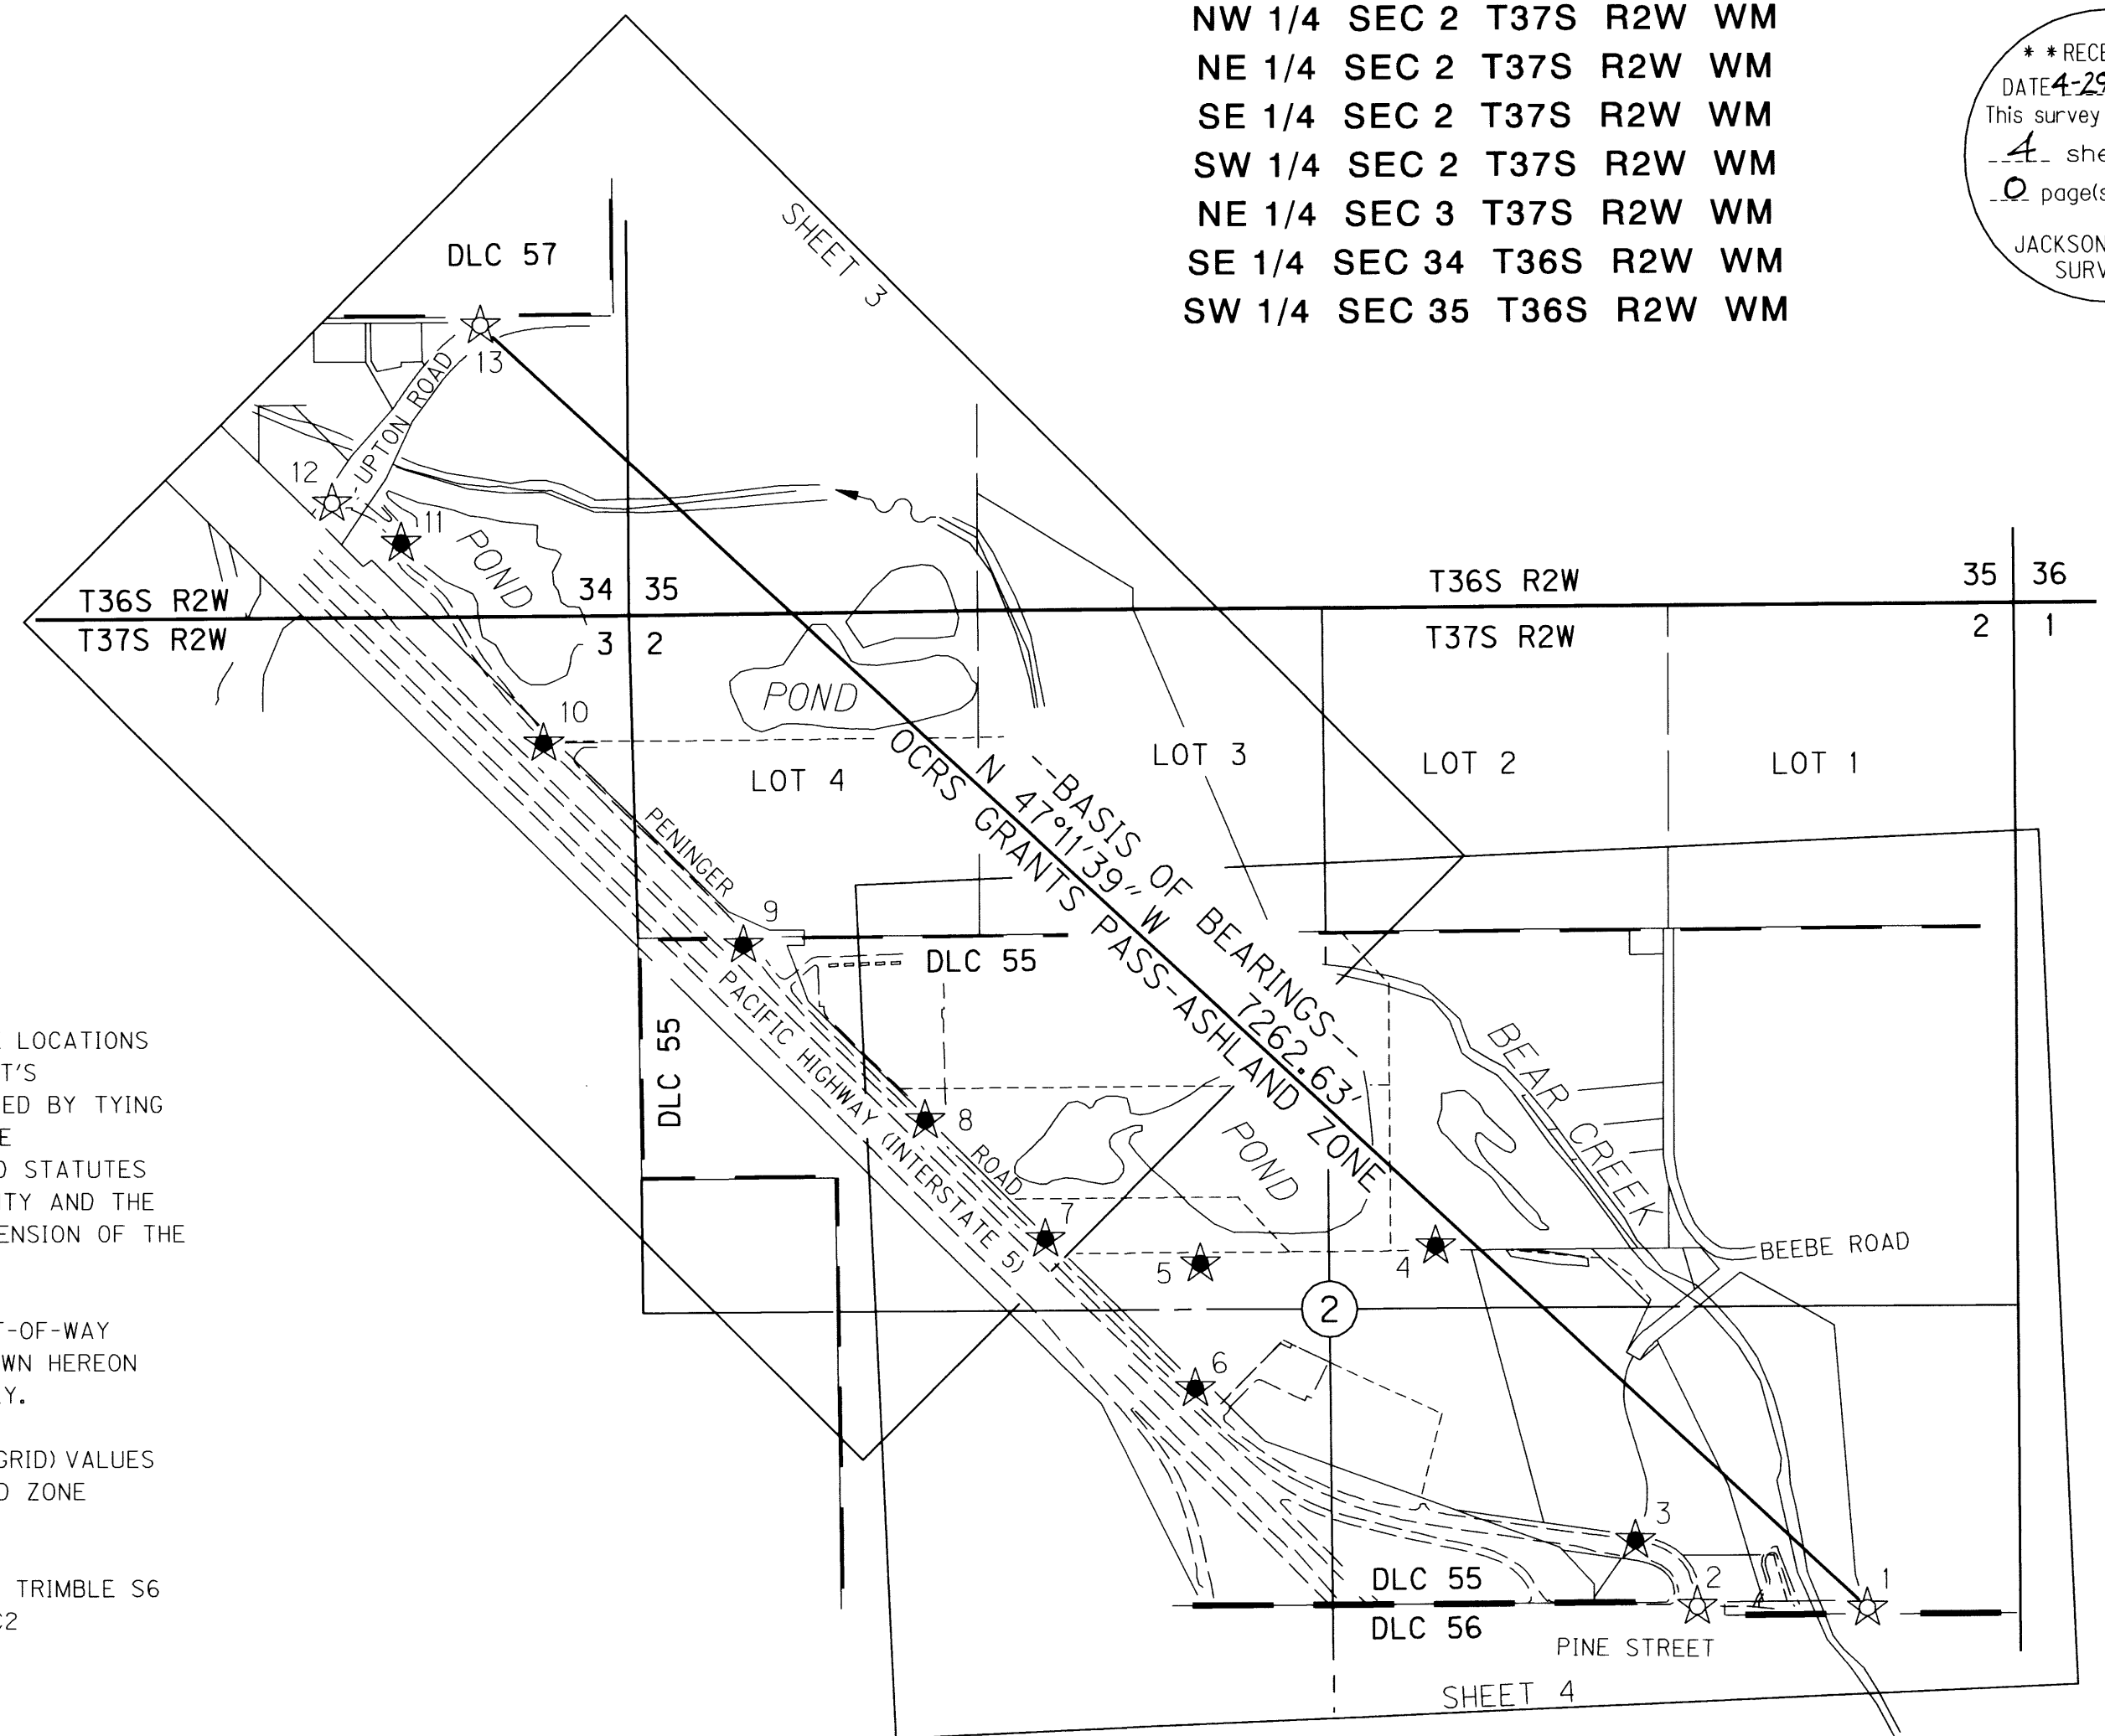 NW 1/4 SEC 2 T37S R2W WM
NE 1/4 SEC 2 T37S R2W WM
SE 1/4 SEC 2 T37S R2W WM
SW 1/4 SEC 2 T37S R2W WM
NE 1/4 SEC 3 T37S R2W WM
SE 1/4 SEC 34 T36S R2W WM
SW 1/4 SEC 35 T36S R2W WM
* * RECE
DATE 4-29
This survey
4 she
0 page(s
JACKSON
SURV
SHEET 3
DLC 57
13
UPTON ROAD
12
11
POND
34 35
T36S R2W
T37S R2W
3 2
T36S R2W
T37S R2W
35 36
2 1
POND
10
LOT 4
LOT 3
LOT 2
LOT 1
-BASIS OF BEARINGS-
N 47°11'39" W 7262.63'
OCRS GRANTS PASS-ASHLAND ZONE
PENINGER
9
DLC 55
DLC 55
PACIFIC HIGHWAY (INTERSTATE 5)
8
ROAD
7
POND
BEAR CREEK
BEEBE ROAD
5
4
2
6
3
2
1
DLC 55
DLC 56
PINE STREET
SHEET 4
LOCATIONS
T'S
ED BY TYING
E
D STATUTES
TY AND THE
ENSION OF THE
T-OF-WAY
WN HEREON
Y.
GRID) VALUES
D ZONE
TRIMBLE S6
C2